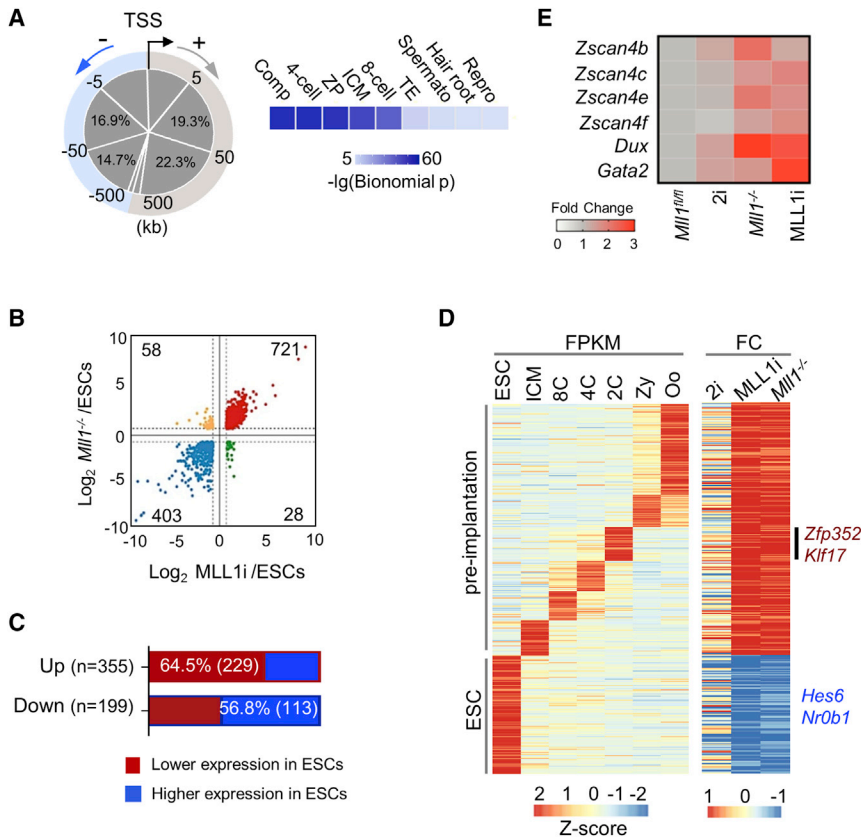 A
TSS
-
+
-5
5
16.9%
19.3%
-50
50
14.7%
22.3%
-500
500
(kb)
Comp
4-cell
ZP
ICM
8-cell
TE
Spermato
Hair root
Repro
5
60
-lg(Bionomial p)
E
Zscan4b
Zscan4c
Zscan4e
Zscan4f
Dux
Gata2
Mll1fl/fl
2i
Mll1-/-
MLL1i
Fold Change
0 1 2 3
B
10
58
721
5
0
-5
403
28
-10
-10 -5 0 5 10
Log2 Mll1-/- /ESCs
Log2 MLL1i /ESCs
C
Up (n=355)
64.5% (229)
Down (n=199)
56.8% (113)
Lower expression in ESCs
Higher expression in ESCs
D
FPKM
FC
ESC
ICM
8C
4C
2C
Zy
Oo
2i
MLL1i
Mll1-/-
pre-implantation
ESC
Zfp352
Klf17
Hes6
Nr0b1
2 1 0 -1 -2
Z-score
1 0 -1